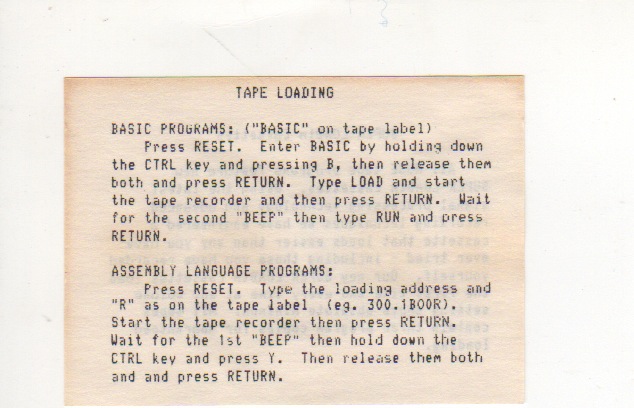 TAPE LOADING
BASIC PROGRAMS: ("BASIC" on tape label)
Press RESET. Enter BASIC by holding down
the CTRL key and pressing B, then release them
both and press RETURN. Type LOAD and start
the tape recorder and then press RETURN. Wait
for the second "BEEP" then type RUN and press
RETURN.
ASSEMBLY LANGUAGE PROGRAMS:
Press RESET. Type the loading address and
"R" as on the tape label (eg. 300.1B00R).
Start the tape recorder then press RETURN.
Wait for the 1st "BEEP" then hold down the
CTRL key and press Y. Then release them both
and and press RETURN.